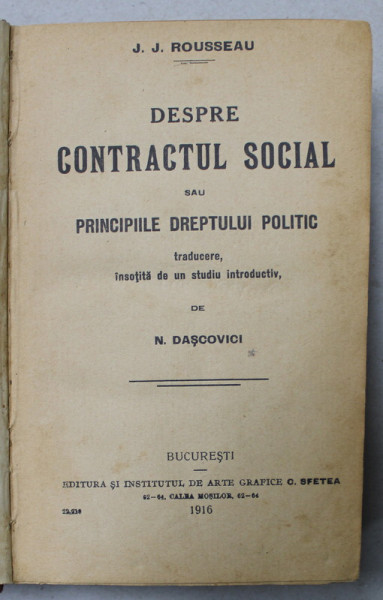 J. J. ROUSSEAU
DESPRE
CONTRACTUL SOCIAL
SAU
PRINCIPIILE DREPTULUI POLITIC
traducere,
însoţită de un studiu introductiv,
DE
N. DAŞCOVICI
BUCUREŞTI
EDITURA ŞI INSTITUTUL DE ARTE GRAFICE C. SFETEA
62-64, CALEA MOŞILOR, 62-64
1916